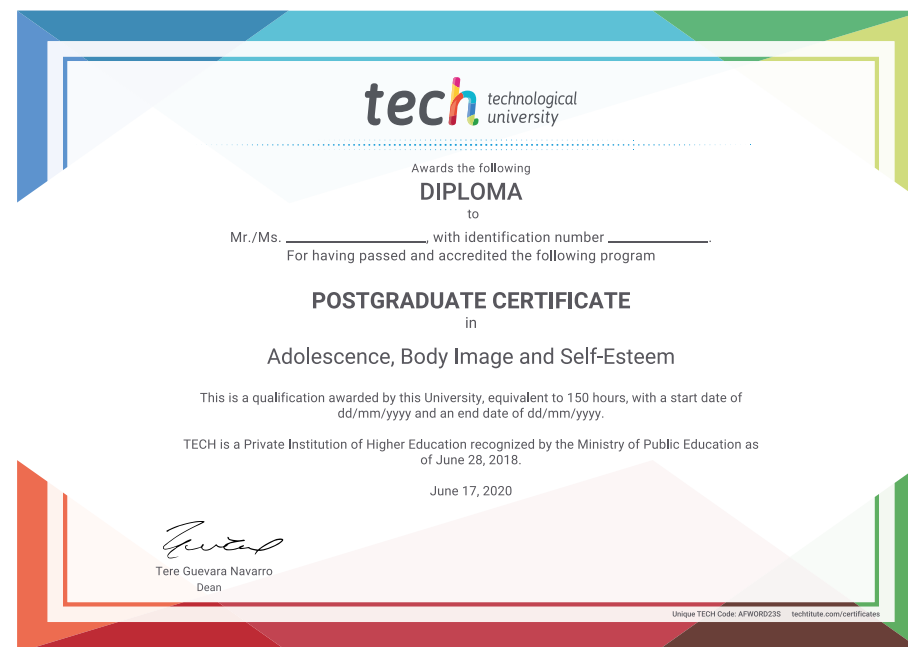 tech technological
university
Awards the following
DIPLOMA
to
Mr./Ms. ____________, with identification number ____________.
For having passed and accredited the following program
POSTGRADUATE CERTIFICATE
in
Adolescence, Body Image and Self-Esteem
This is a qualification awarded by this University, equivalent to 150 hours, with a start date of
dd/mm/yyyy and an end date of dd/mm/yyyy.
TECH is a Private Institution of Higher Education recognized by the Ministry of Public Education as
of June 28, 2018.
June 17, 2020
Tere Guevara Navarro
Dean
Unique TECH Code: AFWORD23S techtitute.com/certificates